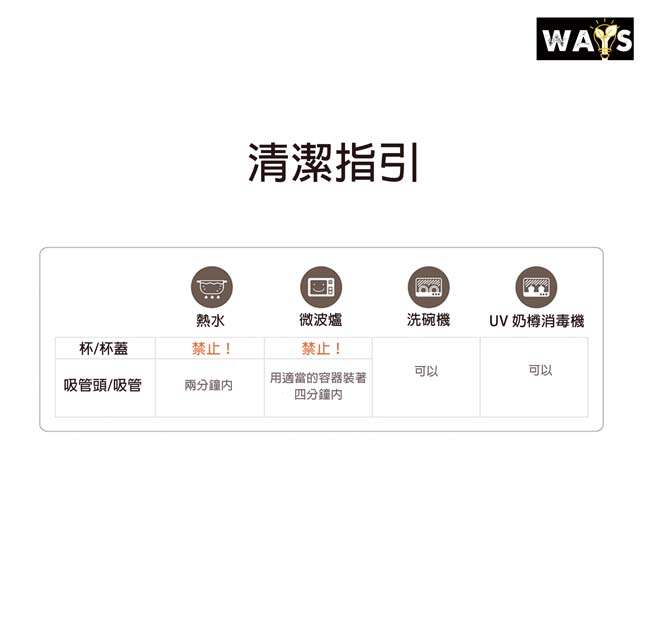 WAYS
清潔指引
熱水
微波爐
洗碗機
UV 奶樽消毒機
杯/杯蓋
禁止！
禁止！
可以
可以
吸管頭/吸管
兩分鐘內
用適當的容器裝著
四分鐘內